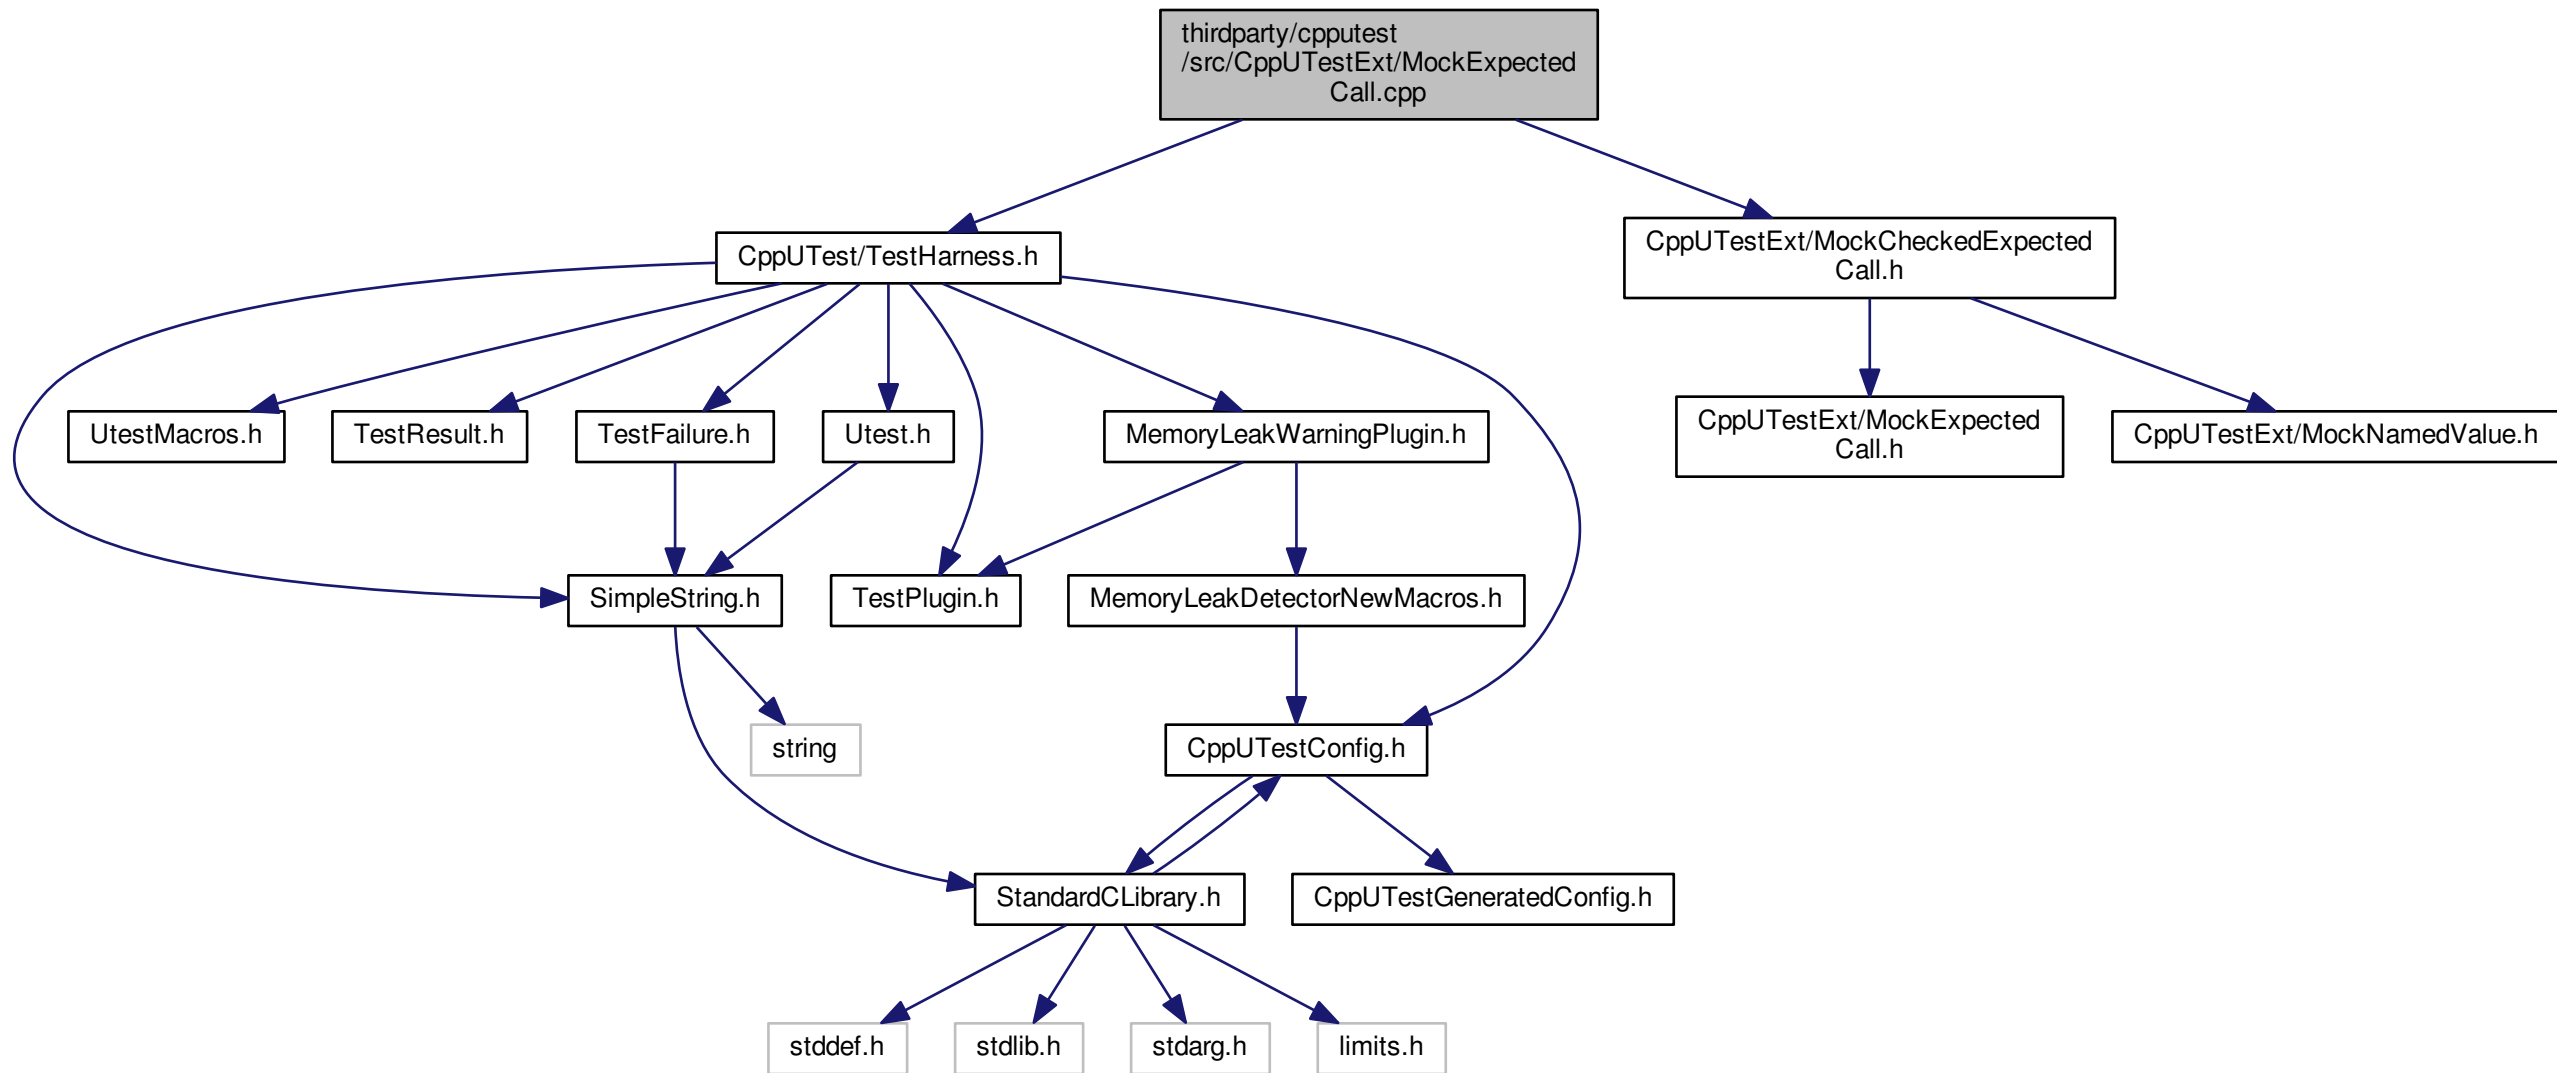 thirdparty/cpputest
/src/CppUTestExt/MockExpected
Call.cpp
CppUTest/TestHarness.h
CppUTestExt/MockCheckedExpected
Call.h
UtestMacros.h
TestResult.h
TestFailure.h
Utest.h
MemoryLeakWarningPlugin.h
CppUTestExt/MockExpected
Call.h
CppUTestExt/MockNamedValue.h
SimpleString.h
TestPlugin.h
MemoryLeakDetectorNewMacros.h
string
CppUTestConfig.h
StandardCLibrary.h
CppUTestGeneratedConfig.h
stddef.h
stdlib.h
stdarg.h
limits.h